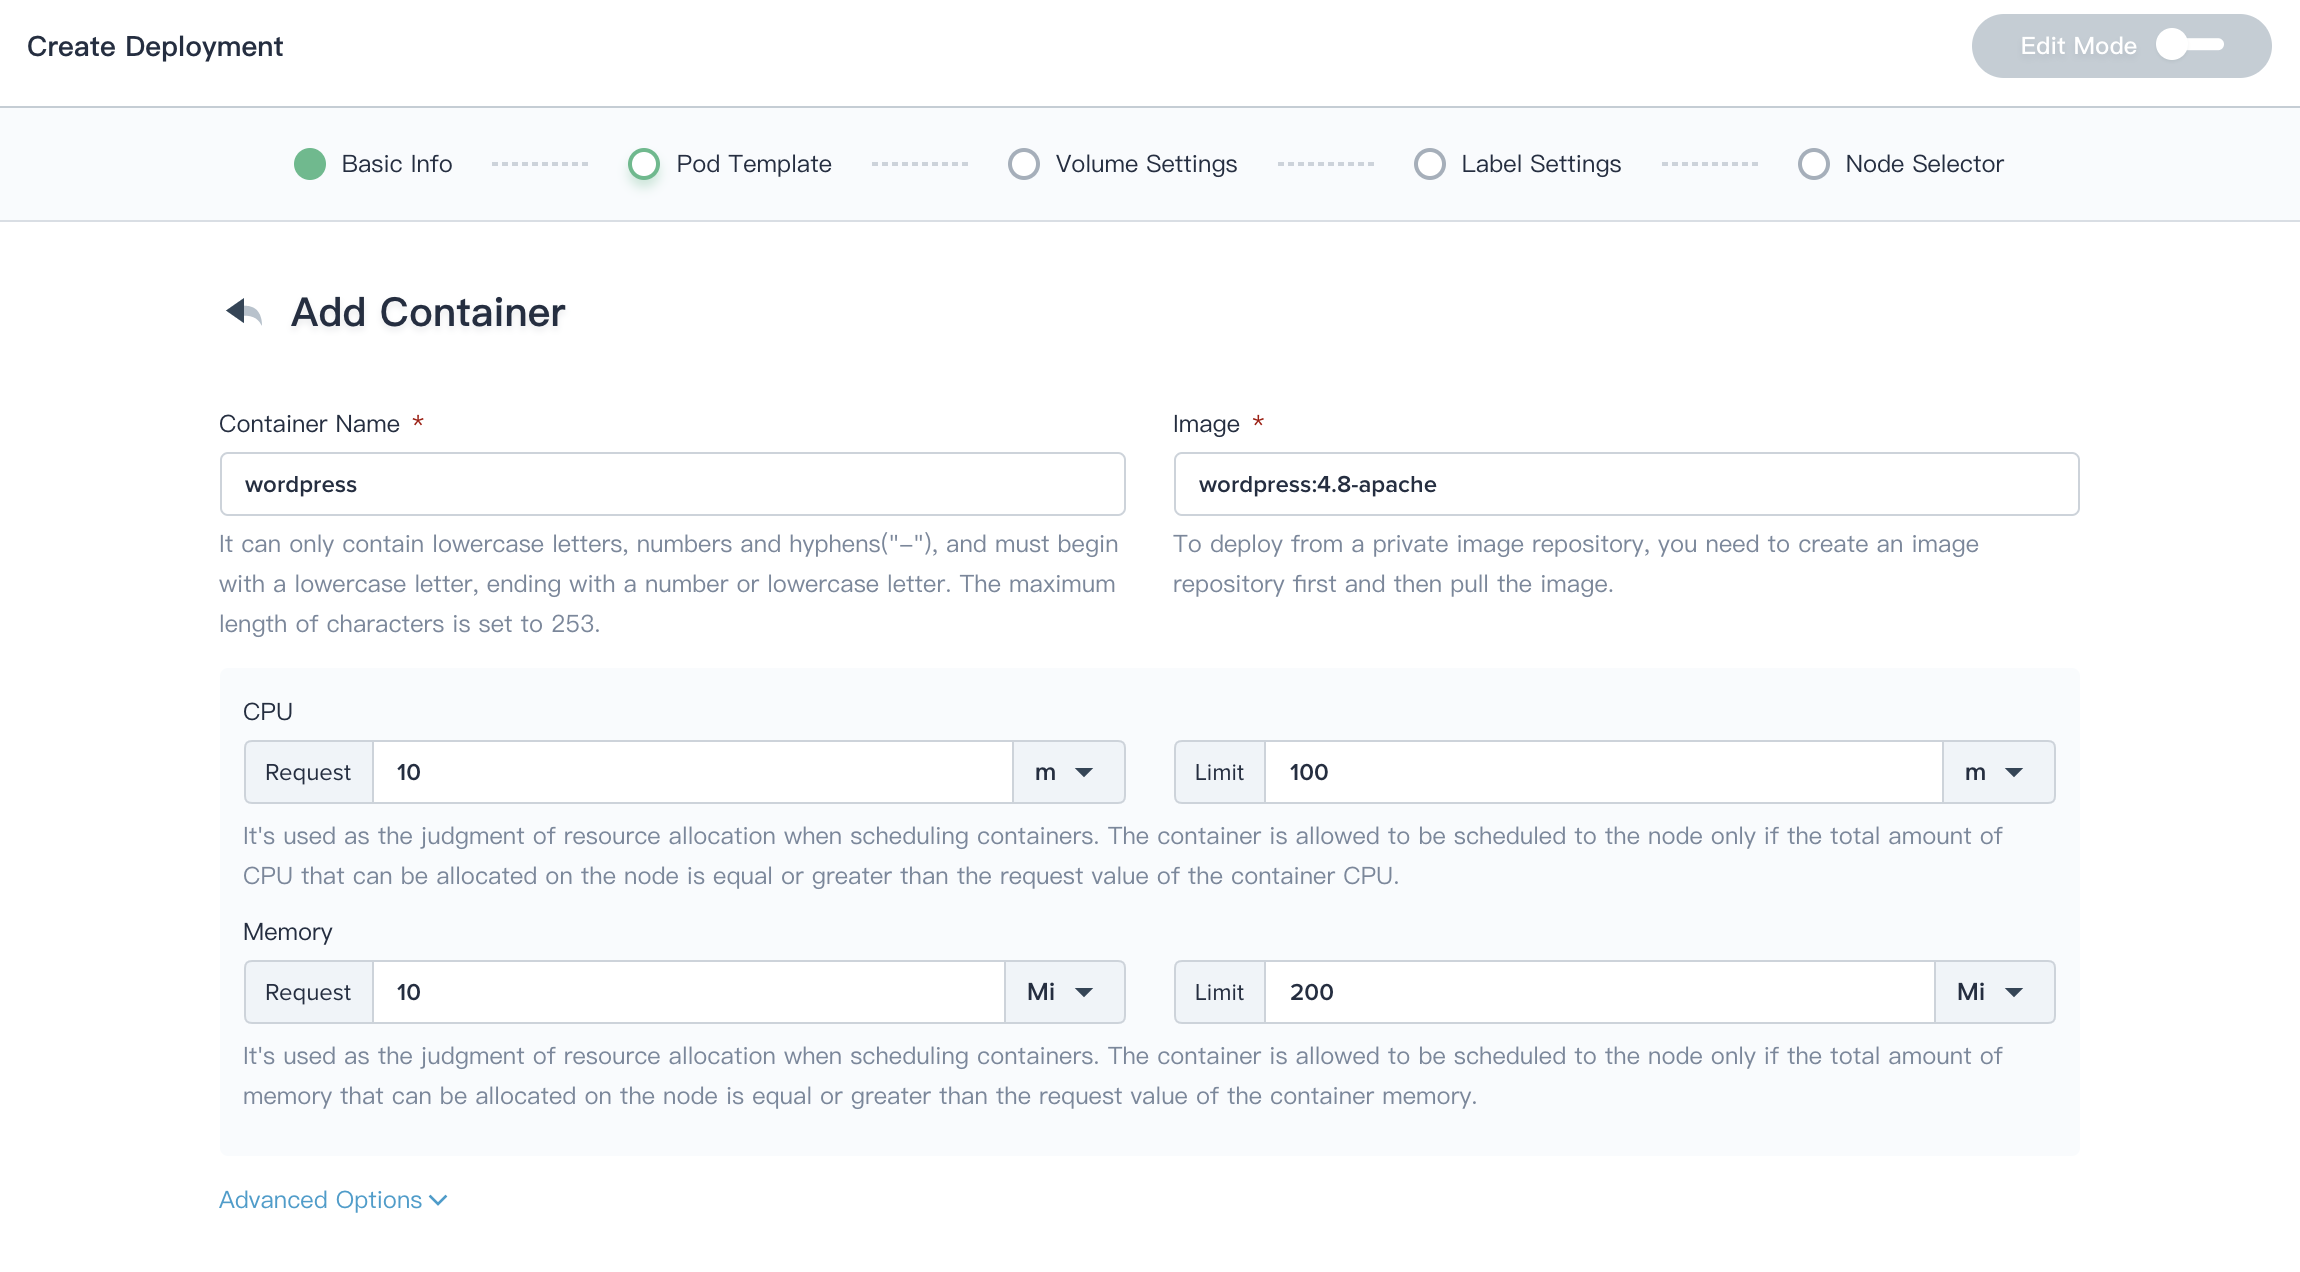 Create Deployment
Edit Mode
Basic Info
Pod Template
Volume Settings
Label Settings
Node Selector
Add Container
Container Name *
wordpress
It can only contain lowercase letters, numbers and hyphens("-"), and must begin
with a lowercase letter, ending with a number or lowercase letter. The maximum
length of characters is set to 253.
Image *
wordpress:4.8-apache
To deploy from a private image repository, you need to create an image
repository first and then pull the image.
CPU
Request 10 m
Limit 100 m
It's used as the judgment of resource allocation when scheduling containers. The container is allowed to be scheduled to the node only if the total amount of
CPU that can be allocated on the node is equal or greater than the request value of the container CPU.
Memory
Request 10 Mi
Limit 200 Mi
It's used as the judgment of resource allocation when scheduling containers. The container is allowed to be scheduled to the node only if the total amount of
memory that can be allocated on the node is equal or greater than the request value of the container memory.
Advanced Options